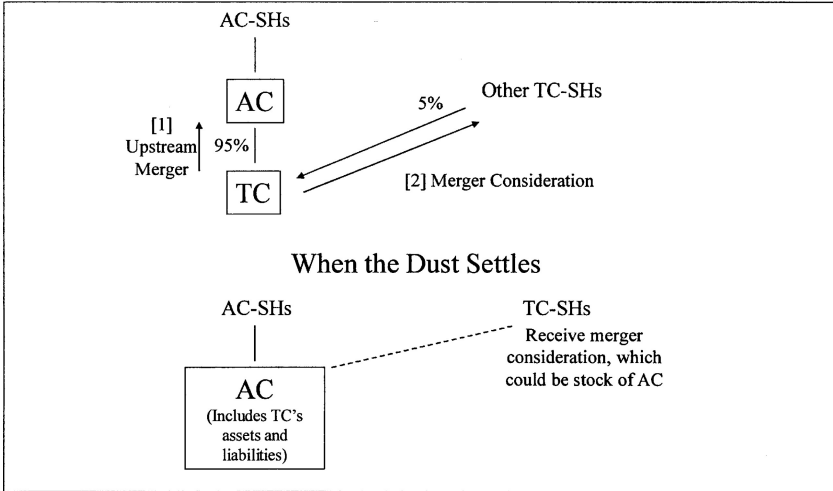 AC-SHs
AC
Other TC-SHs
5%
[1]
Upstream
Merger
95%
TC
[2] Merger Consideration
When the Dust Settles
AC-SHs
TC-SHs
Receive merger
consideration, which
could be stock of AC
AC
(Includes TC's
assets and
liabilities)